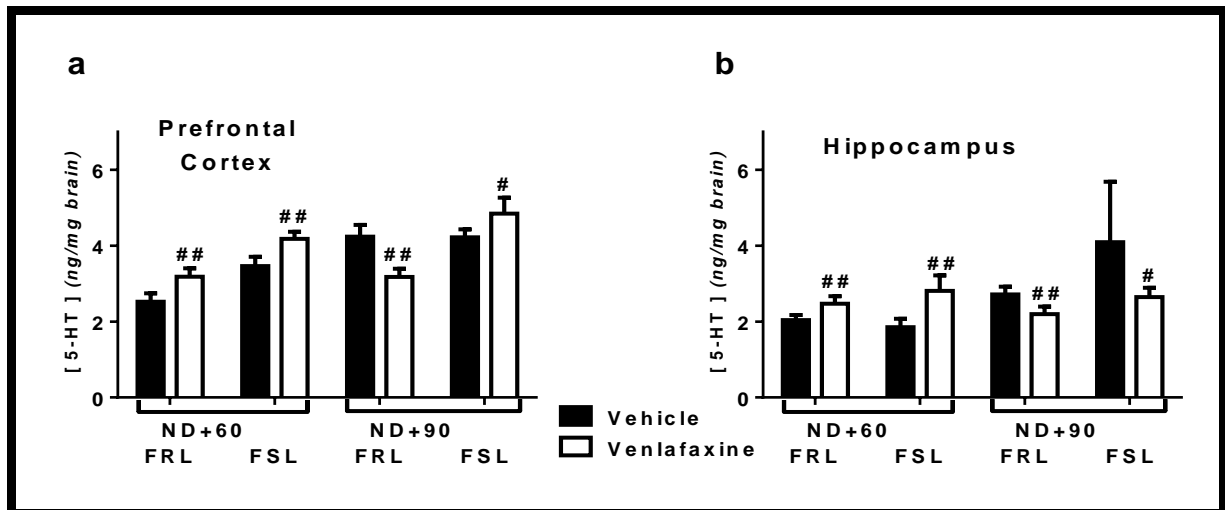 a
Prefrontal
Cortex
[ 5-HT ] (ng/mg brain)
6
4
2
0
##
##
##
#
ND+60
ND+90
FRL
FSL
FRL
FSL
Vehicle
Venlafaxine
b
Hippocampus
[ 5-HT ] (ng/mg brain)
6
4
2
0
##
##
##
#
ND+60
ND+90
FRL
FSL
FRL
FSL